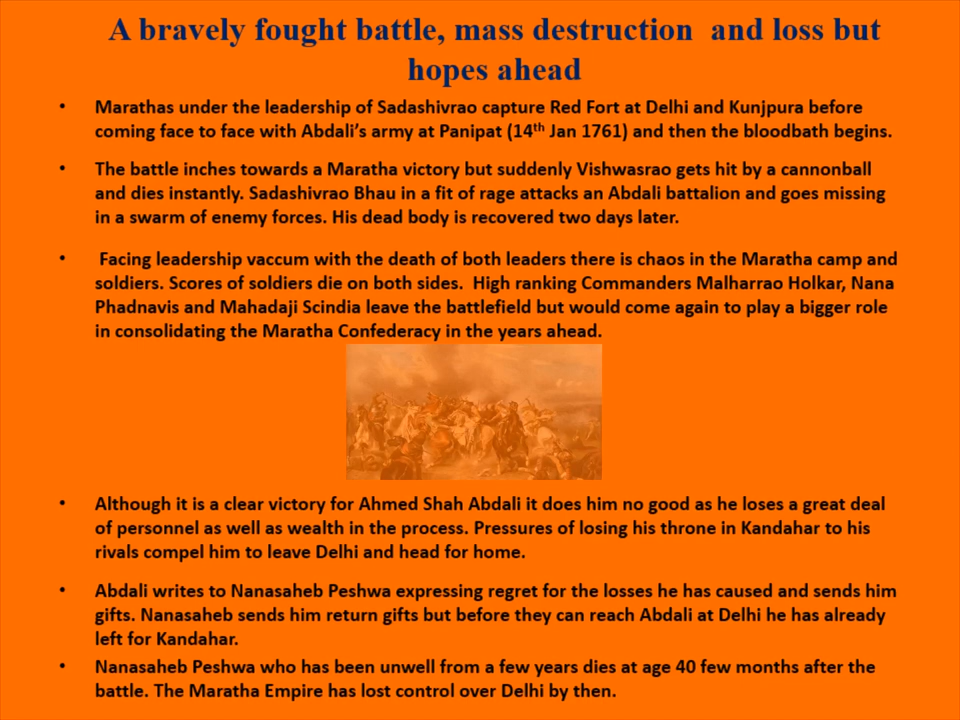 A bravely fought battle, mass destruction and loss but
hopes ahead
• Marathas under the leadership of Sadashivrao capture Red Fort at Delhi and Kunjpura before
coming face to face with Abdali's army at Panipat (14th Jan 1761) and then the bloodbath begins.
• The battle inches towards a Maratha victory but suddenly Vishwasrao gets hit by a cannonball
and dies instantly. Sadashivrao Bhau in a fit of rage attacks an Abdali battalion and goes missing
in a swarm of enemy forces. His dead body is recovered two days later.
• Facing leadership vaccum with the death of both leaders there is chaos in the Maratha camp and
soldiers. Scores of soldiers die on both sides. High ranking Commanders Malharrao Holkar, Nana
Phadnavis and Mahadaji Scindia leave the battlefield but would come again to play a bigger role
in consolidating the Maratha Confederacy in the years ahead.
• Although it is a clear victory for Ahmed Shah Abdali it does him no good as he loses a great deal
of personnel as well as wealth in the process. Pressures of losing his throne in Kandahar to his
rivals compel him to leave Delhi and head for home.
• Abdali writes to Nanasaheb Peshwa expressing regret for the losses he has caused and sends him
gifts. Nanasaheb sends him return gifts but before they can reach Abdali at Delhi he has already
left for Kandahar.
• Nanasaheb Peshwa who has been unwell from a few years dies at age 40 few months after the
battle. The Maratha Empire has lost control over Delhi by then.